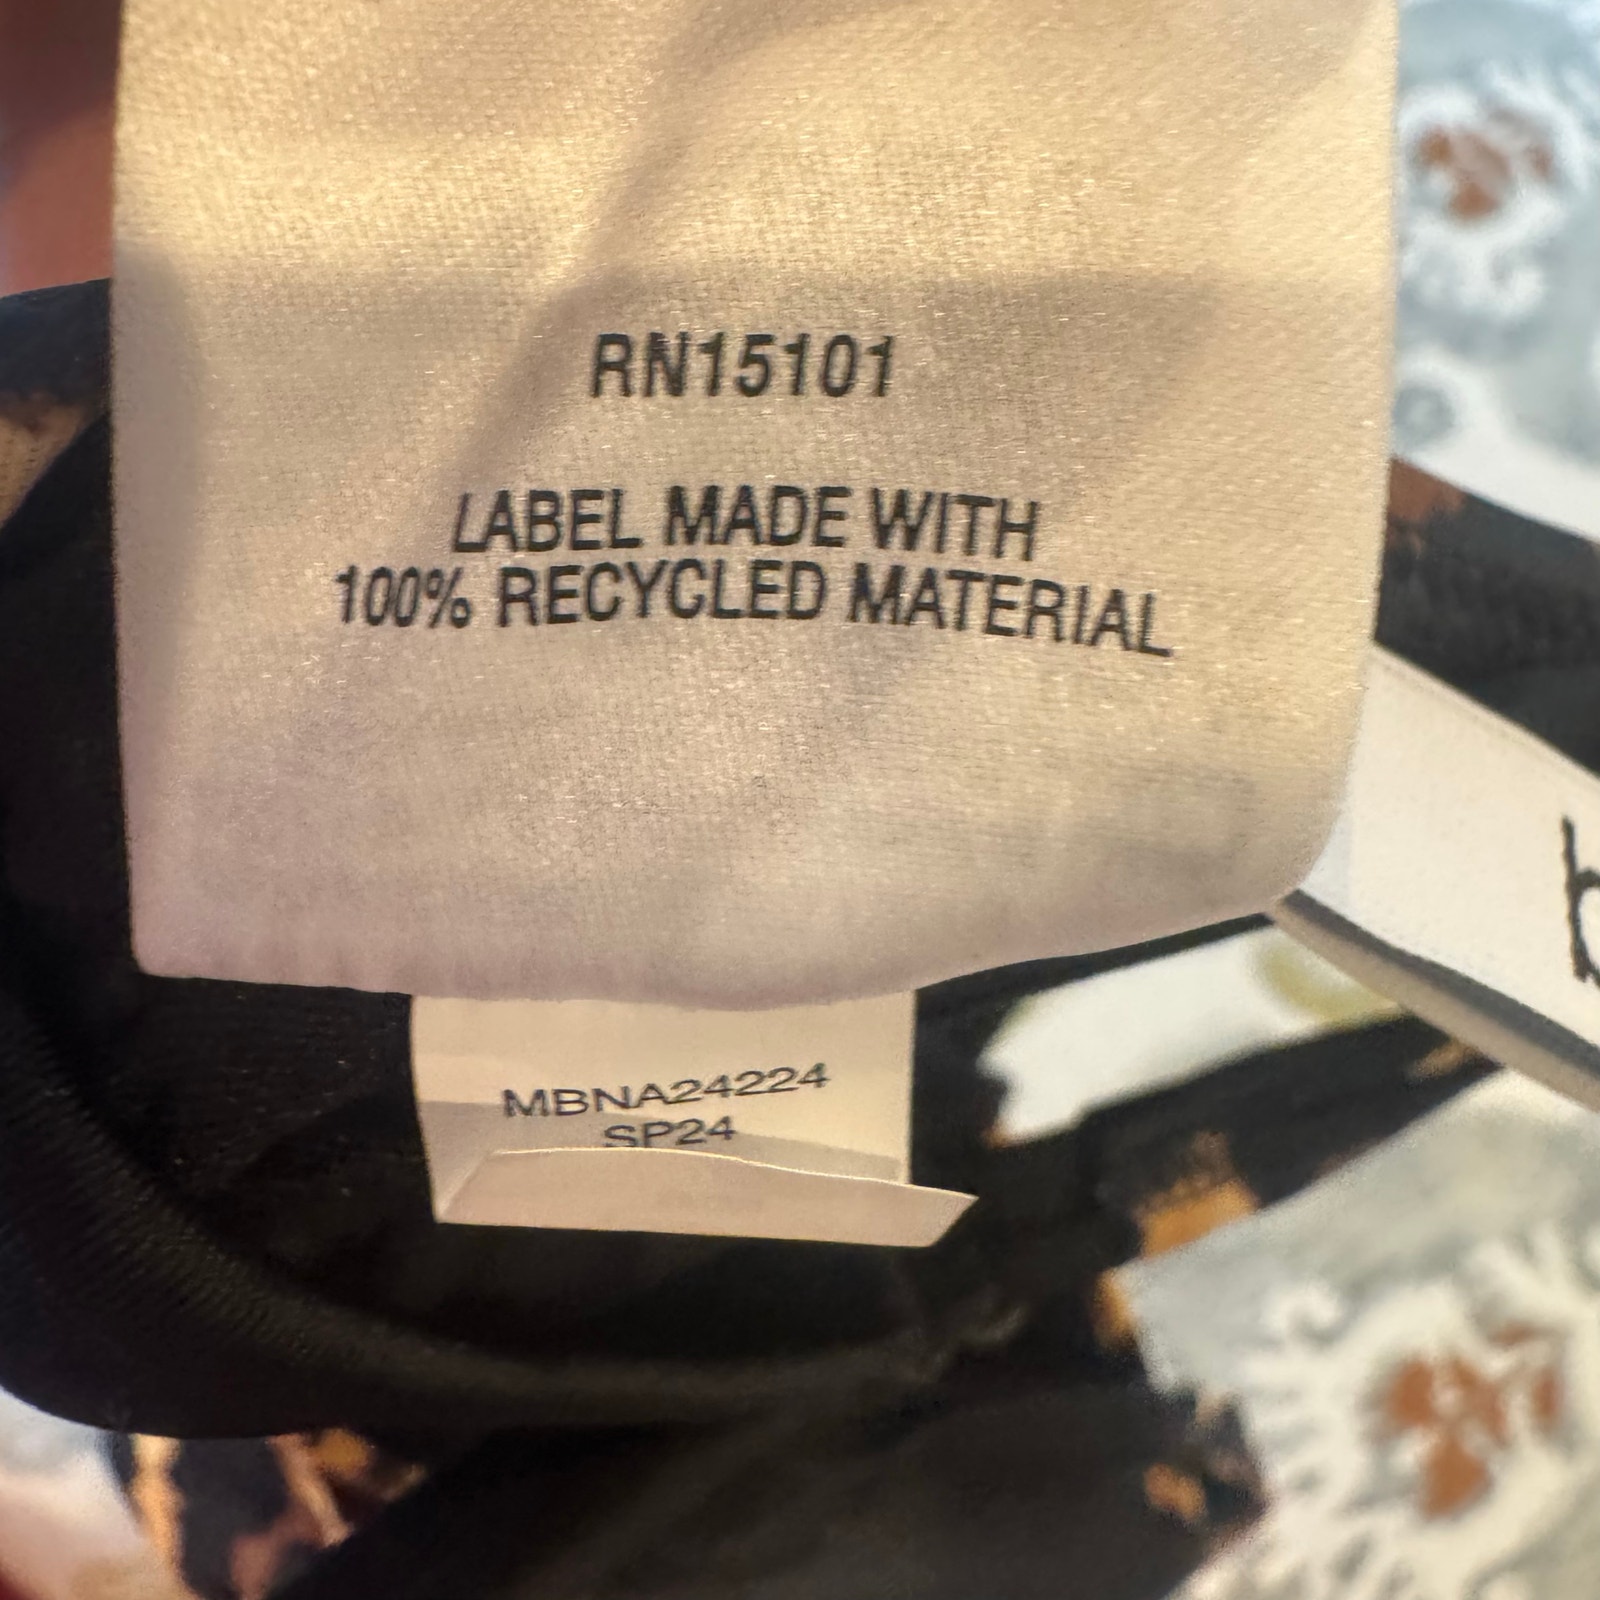 RN15101
LABEL MADE WITH
100% RECYCLED MATERIAL
MBNA24224
SP24